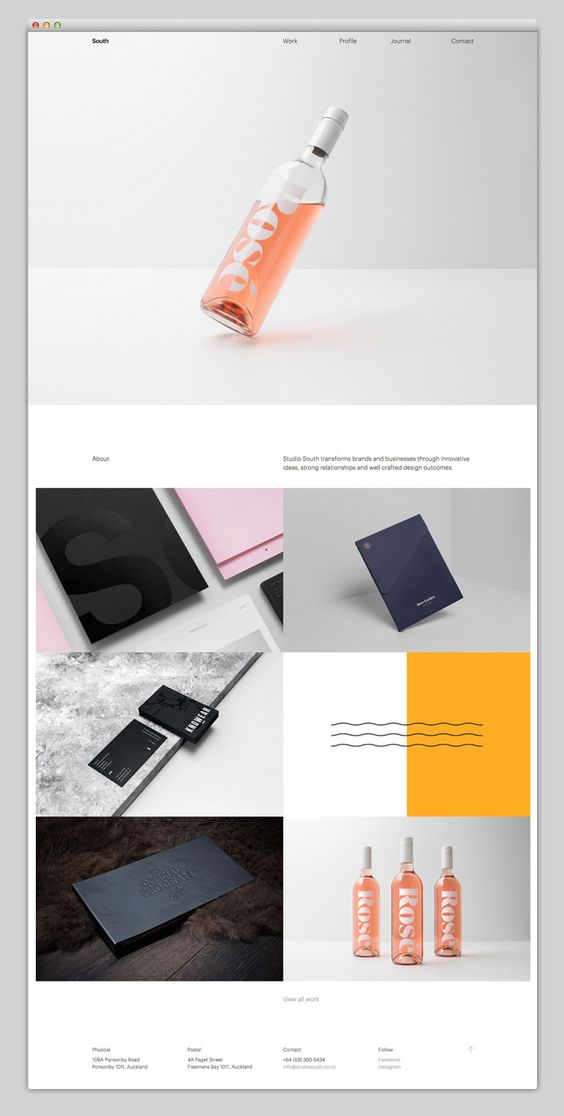 South
Work Profile Journal Contact
Rosé
About
Studio South transforms brands and businesses through innovative
ideas, strong relationships and well crafted design outcomes.
So
KNOWEAR
Rosé
Rosé
Rosé
View all work
Physical
109A Ponsonby Road
Ponsonby 1011, Auckland
Postal
4A Paget Street
Freemans Bay 1011, Auckland
Contact
+64 (0)9 360 6434
info@studiosouth.co.nz
Follow
Facebook
Instagram